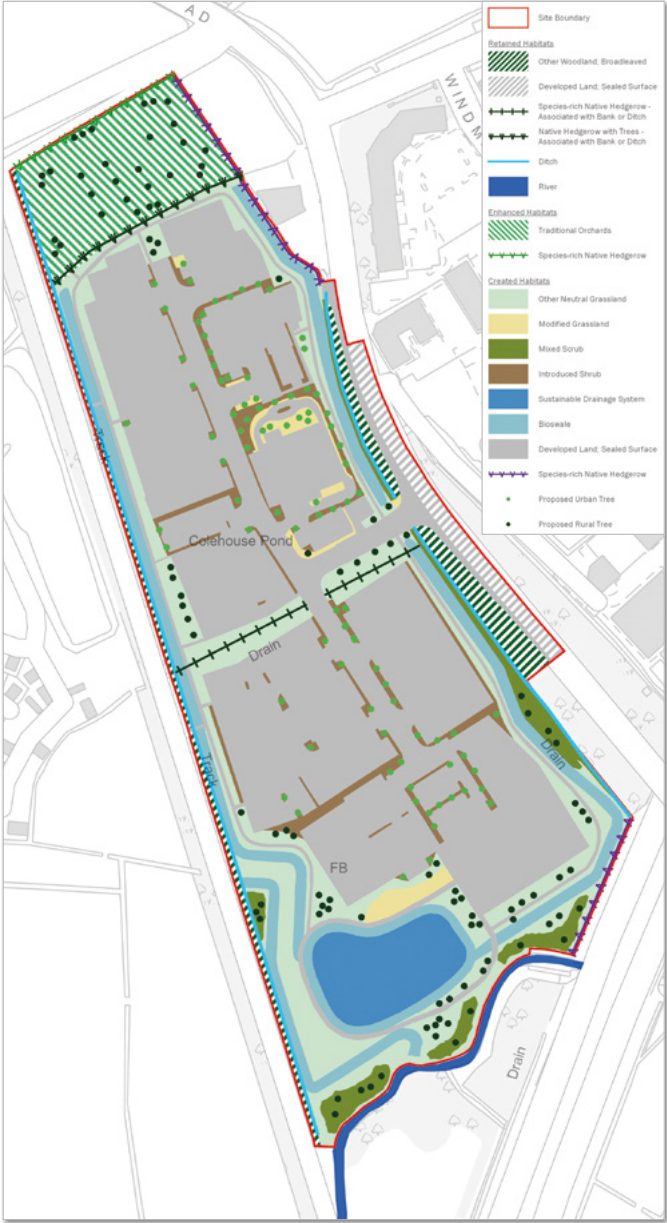 AD
WINDM
Site Boundary
Retained Habitats
Other Woodland; Broadleaved
Developed Land; Sealed Surface
Species-rich Native Hedgerow -
Associated with Bank or Ditch
Native Hedgerow with Trees -
Associated with Bank or Ditch
Ditch
River
Enhanced Habitats
Traditional Orchards
Species-rich Native Hedgerow
Created Habitats
Other Neutral Grassland
Modified Grassland
Mixed Scrub
Introduced Shrub
Sustainable Drainage System
Bioswale
Developed Land; Sealed Surface
Species-rich Native Hedgerow
Proposed Urban Tree
Proposed Rural Tree
Track
Colehouse Pond
Drain
Track
Drain
FB
Drain